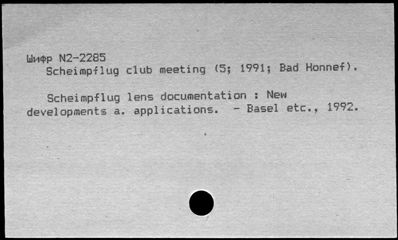 Шифр N2-2285
Scheimpflug club meeting (5; 1991; Bad Honnef).
Scheimpflug lens documentation : New
developments a. applications. - Basel etc., 1992.